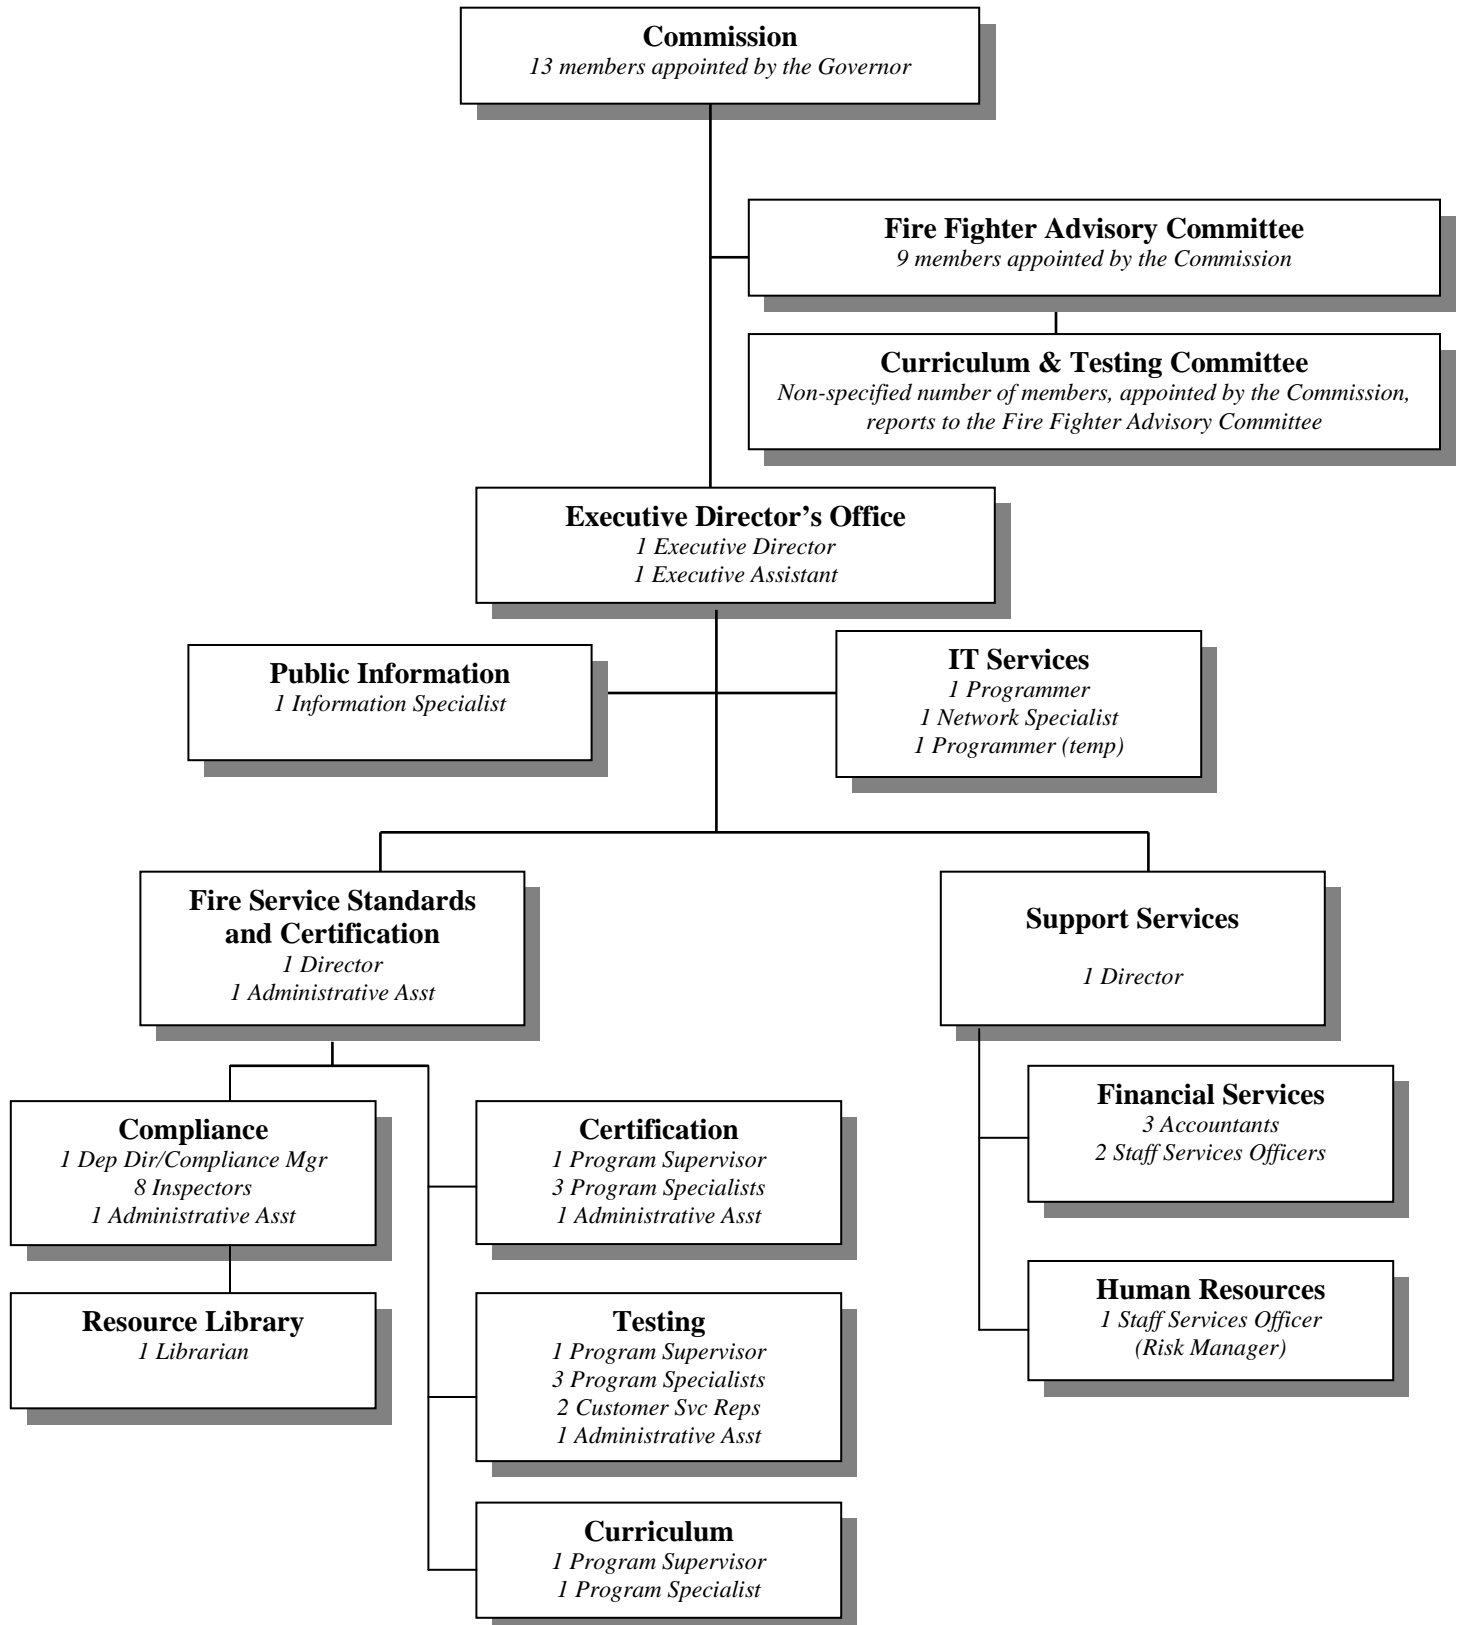 Commission
13 members appointed by the Governor
Fire Fighter Advisory Committee
9 members appointed by the Commission
Curriculum & Testing Committee
Non-specified number of members, appointed by the Commission,
reports to the Fire Fighter Advisory Committee
Executive Director’s Office
1 Executive Director
1 Executive Assistant
Public Information
1 Information Specialist
IT Services
1 Programmer
1 Network Specialist
1 Programmer (temp)
Fire Service Standards
and Certification
1 Director
1 Administrative Asst
Support Services
1 Director
Compliance
1 Dep Dir/Compliance Mgr
8 Inspectors
1 Administrative Asst
Certification
1 Program Supervisor
3 Program Specialists
1 Administrative Asst
Financial Services
3 Accountants
2 Staff Services Officers
Resource Library
1 Librarian
Testing
1 Program Supervisor
3 Program Specialists
2 Customer Svc Reps
1 Administrative Asst
Human Resources
1 Staff Services Officer
(Risk Manager)
Curriculum
1 Program Supervisor
1 Program Specialist